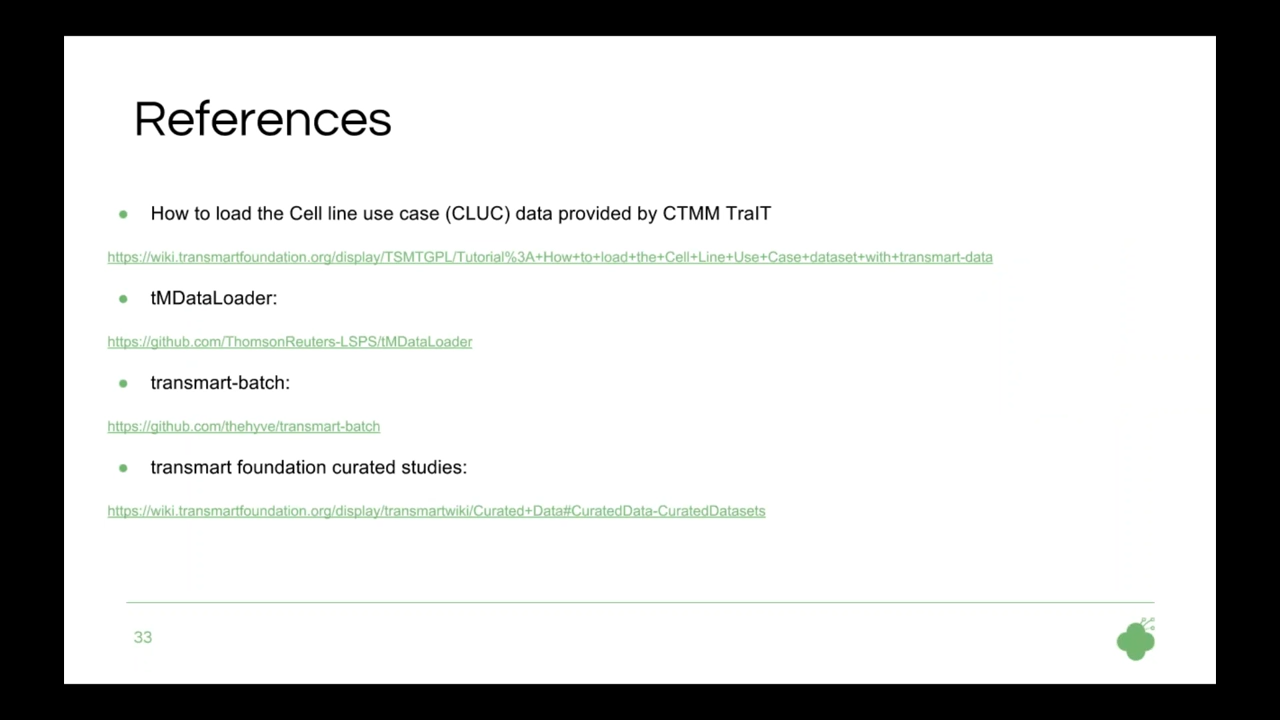 References
• How to load the Cell line use case (CLUC) data provided by CTMM TraIT
https://wiki.transmartfoundation.org/display/TSMTGPL/Tutorial%3A+How+to+load+the+Cell+Line+Use+Case+dataset+with+transmart-data
• tMDataLoader:
https://github.com/ThomsonReuters-LSPS/tMDataLoader
• transmart-batch:
https://github.com/thehyve/transmart-batch
• transmart foundation curated studies:
https://wiki.transmartfoundation.org/display/transmartwiki/Curated+Data#CuratedData-CuratedDatasets
33